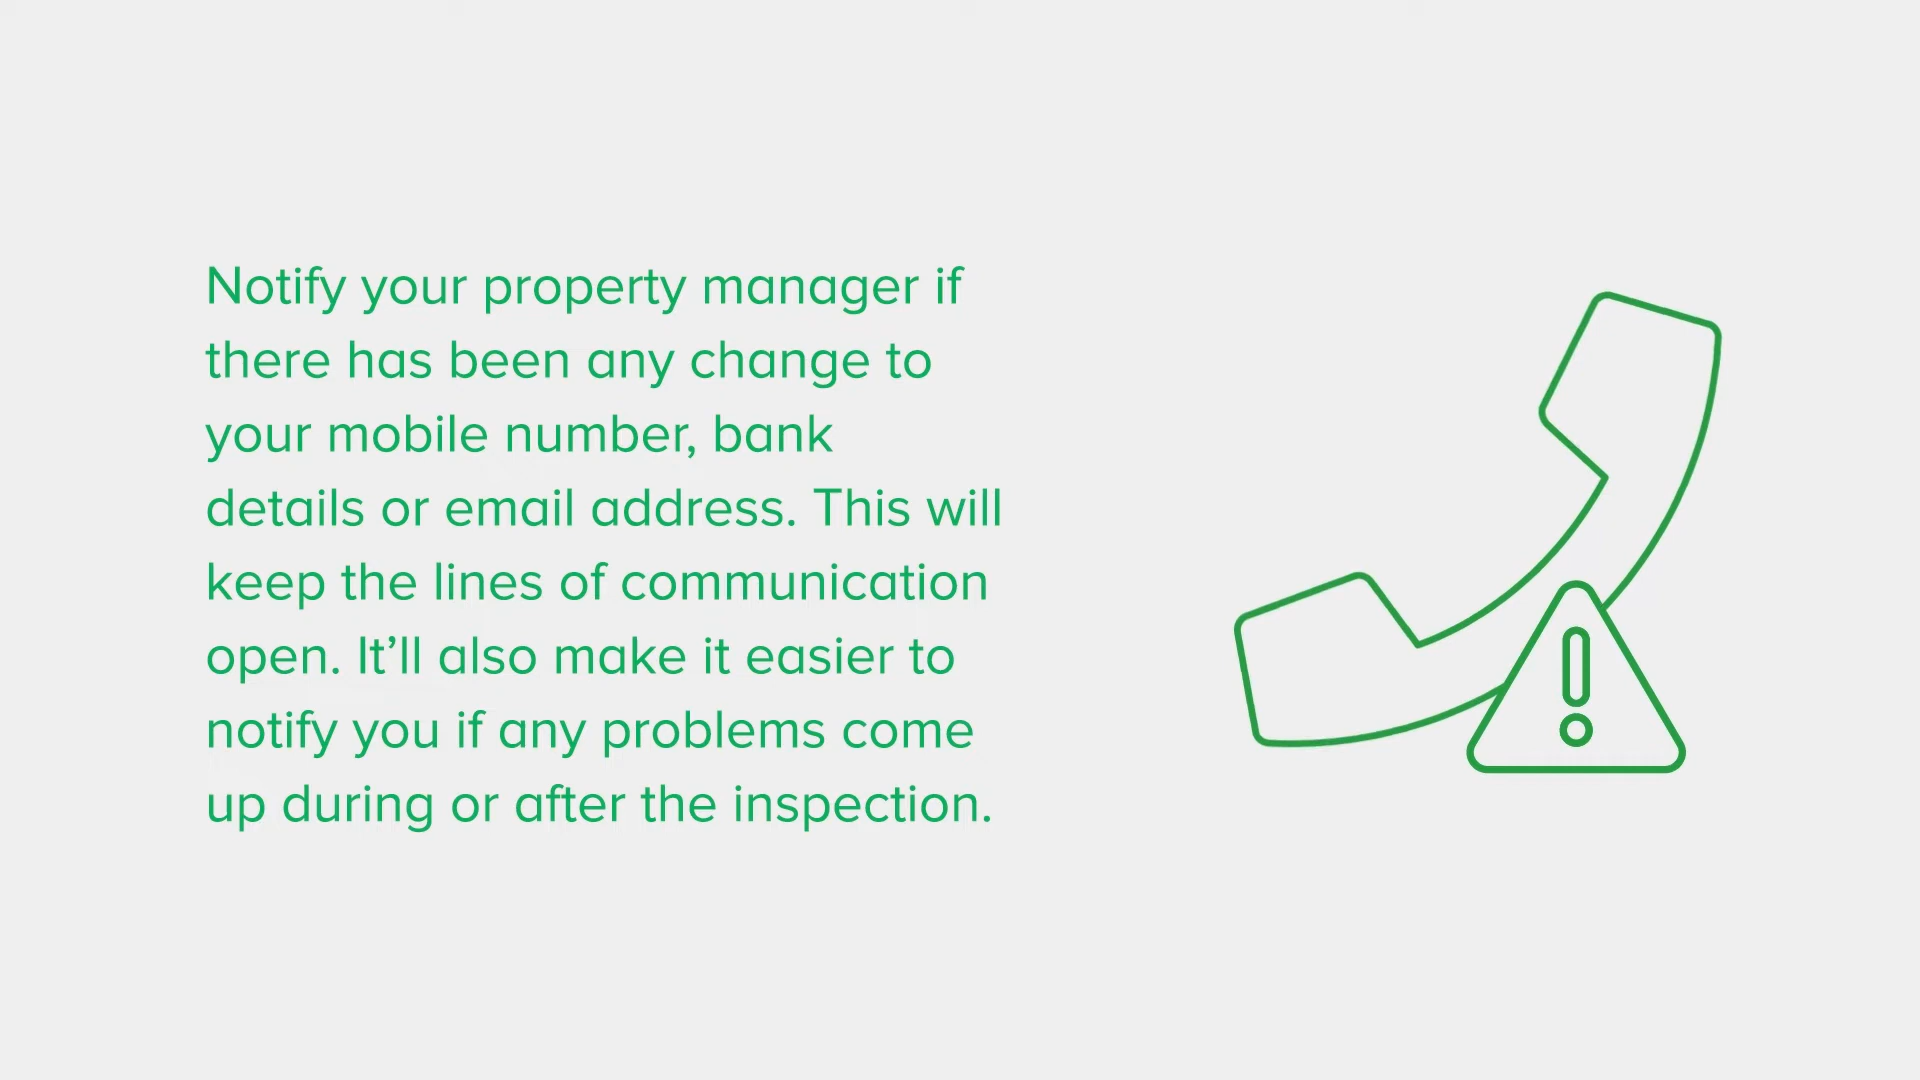 Notify your property manager if
there has been any change to
your mobile number, bank
details or email address. This will
keep the lines of communication
open. It’ll also make it easier to
notify you if any problems come
up during or after the inspection.